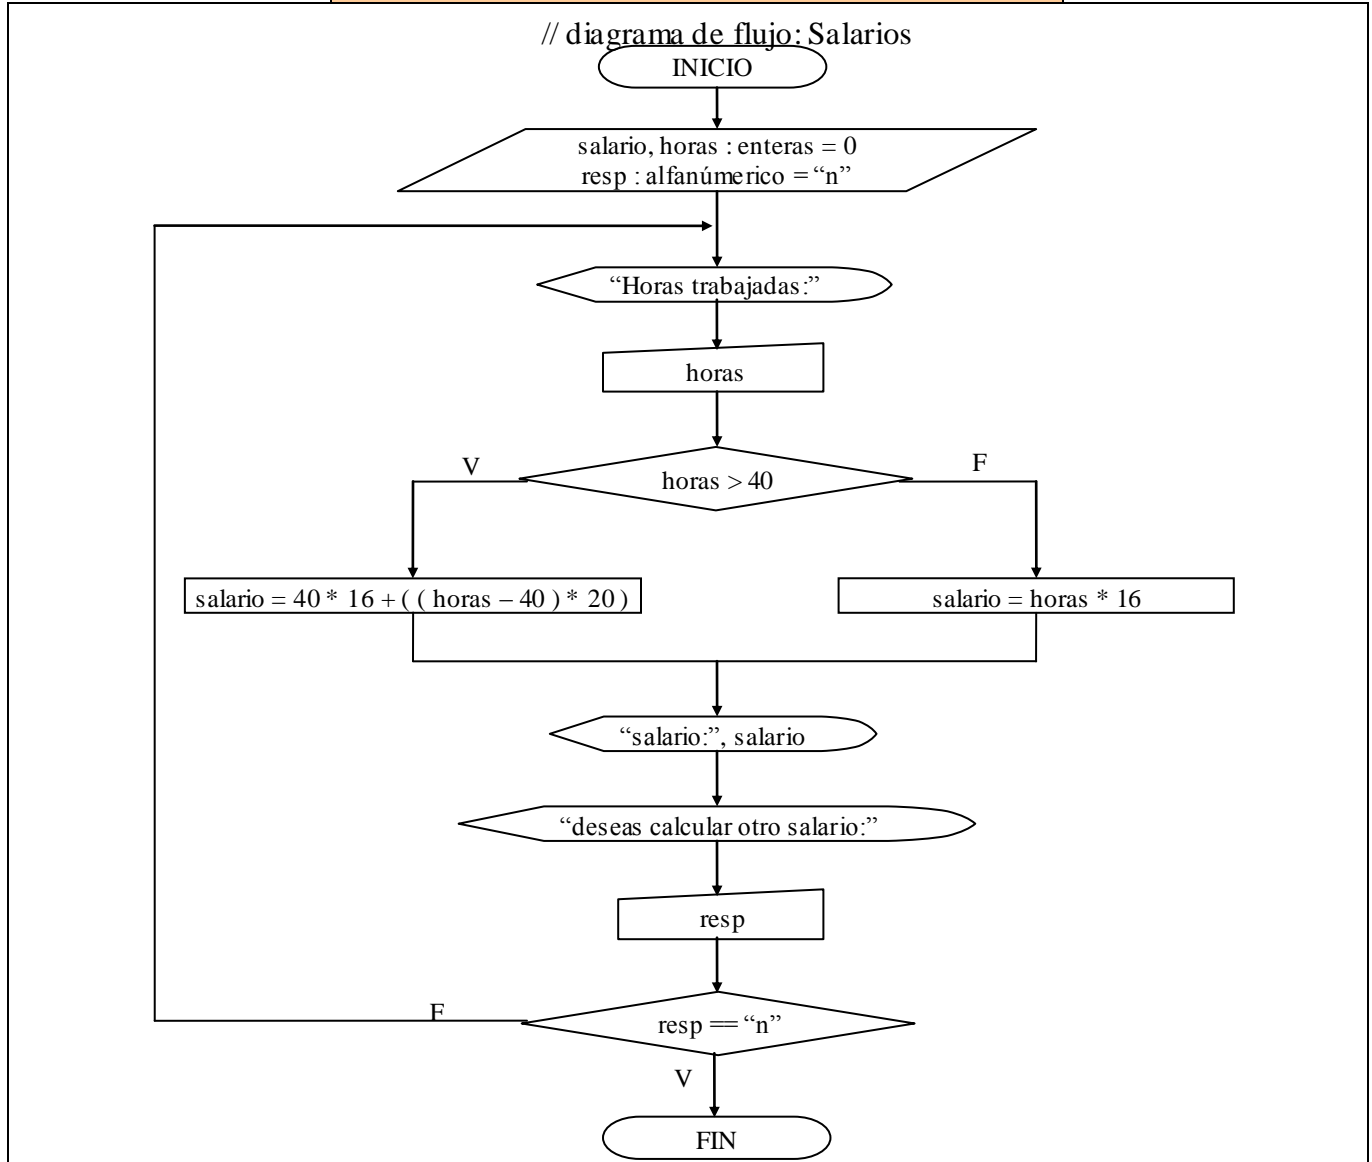 // diagrama de flujo: Salarios
INICIO
salario, horas : enteras = 0
resp : alfanúmerico = “n”
“Horas trabajadas:”
horas
V
horas > 40
F
salario = 40 * 16 + ( ( horas – 40 ) * 20 )
salario = horas * 16
“salario:”, salario
“deseas calcular otro salario:”
resp
F
resp == “n”
V
FIN